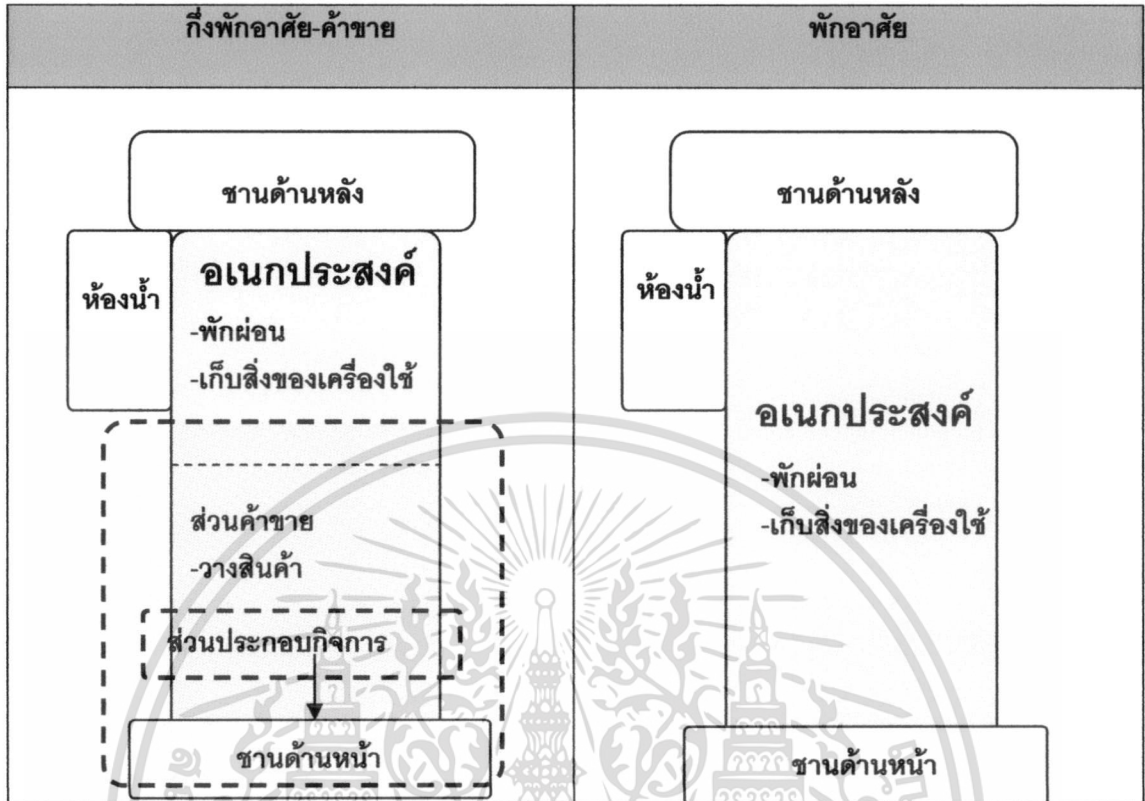 กึ่งพักอาศัย-ค้าขาย
พักอาศัย
ชานด้านหลัง
ห้องน้ำ
อเนกประสงค์
-พักผ่อน
-เก็บสิ่งของเครื่องใช้
ส่วนค้าขาย
-วางสินค้า
ส่วนประกอบกิจการ
ชานด้านหน้า
ชานด้านหลัง
ห้องน้ำ
อเนกประสงค์
-พักผ่อน
-เก็บสิ่งของเครื่องใช้
ชานด้านหน้า